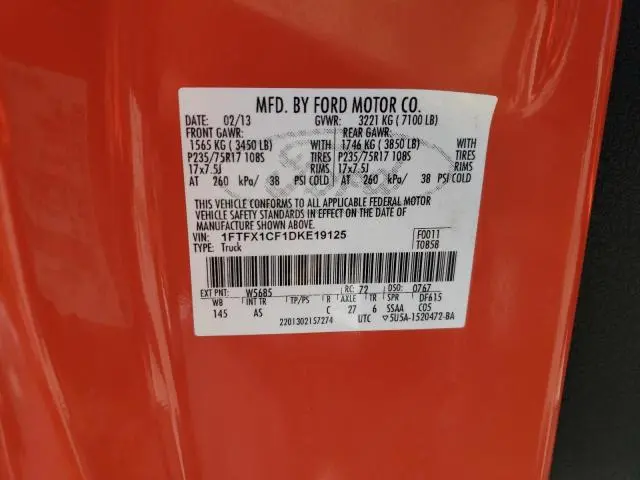 MFD. BY FORD MOTOR CO.
DATE: 02/13 GVWR: 3221 KG ( 7100 LB)
FRONT GAWR: REAR GAWR:
1565 KG ( 3450 LB) WITH 1746 KG ( 3850 LB) WITH
P235/75R17 108S TIRES P235/75R17 108S TIRES
17x7.5J RIMS 17x7.5J RIMS
AT 260 kPa/ 38 PSI COLD AT 260 kPa/ 38 PSI COLD
THIS VEHICLE CONFORMS TO ALL APPLICABLE FEDERAL MOTOR
VEHICLE SAFETY STANDARDS IN EFFECT ON THE DATE OF
MANUFACTURE SHOWN ABOVE.
VIN: 1FTFX1CF1DKE19125 F0011
TYPE: Truck T0B5B
EXT PNT: W5685 RC: 72 DSO: 0767
WB INT TR TP/PS R AXLE TR SPR DF615
145 AS C 27 6 SSAA C05
2201302157274 UTC ▽5U5A-1520472-BA
Ford